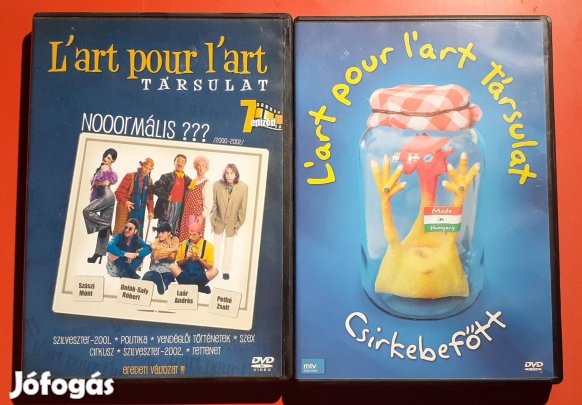 L'art pour l'art
TÁRSULAT
7 epizód
NOOORMÁLIS ???
/2000-2002/
Szászi Móni
Dolák-Saly Róbert
Laár András
Pethő Zsolt
SZILVESZTER-2001. * POLITIKA * VENDÉGLŐI TÖRTÉNETEK * SZEX
CIRKUSZ * SZILVESZTER-2002. * RETTENET
EREDETI VÁLTOZAT !!!
DVD
VIDEO
L'art pour l'art Társulat
Made
in
Hungary
Csirkebefőtt
mtv
DVD
Jófogás